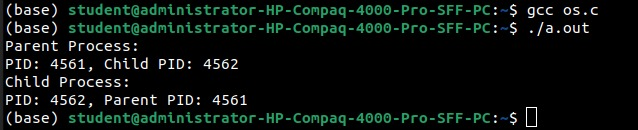 (base) student@administrator-HP-Compaq-4000-Pro-SFF-PC:~$ gcc os.c
(base) student@administrator-HP-Compaq-4000-Pro-SFF-PC:~$ ./a.out
Parent Process:
PID: 4561, Child PID: 4562
Child Process:
PID: 4562, Parent PID: 4561
(base) student@administrator-HP-Compaq-4000-Pro-SFF-PC:~$